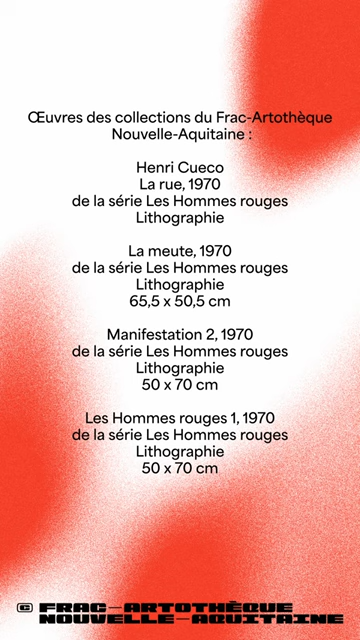 Œuvres des collections du Frac-Artothèque
Nouvelle-Aquitaine :
Henri Cueco
La rue, 1970
de la série Les Hommes rouges
Lithographie
La meute, 1970
de la série Les Hommes rouges
Lithographie
65,5 x 50,5 cm
Manifestation 2, 1970
de la série Les Hommes rouges
Lithographie
50 x 70 cm
Les Hommes rouges 1, 1970
de la série Les Hommes rouges
Lithographie
50 x 70 cm
© FRAC—ARTOTHÈQUE
NOUVELLE—AQUITAINE